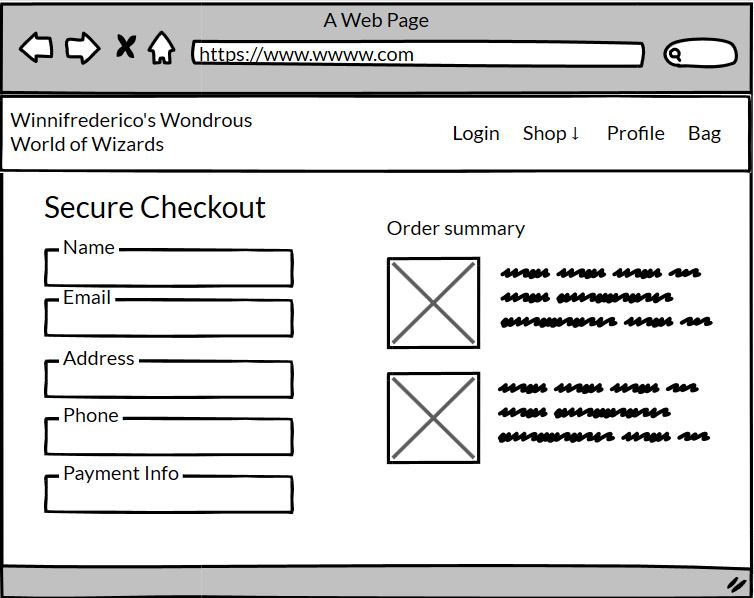 A Web Page
https://www.wwww.com
Winnifrederico's Wondrous
World of Wizards
Login Shop ↓ Profile Bag
Secure Checkout
Name
Email
Address
Phone
Payment Info
Order summary